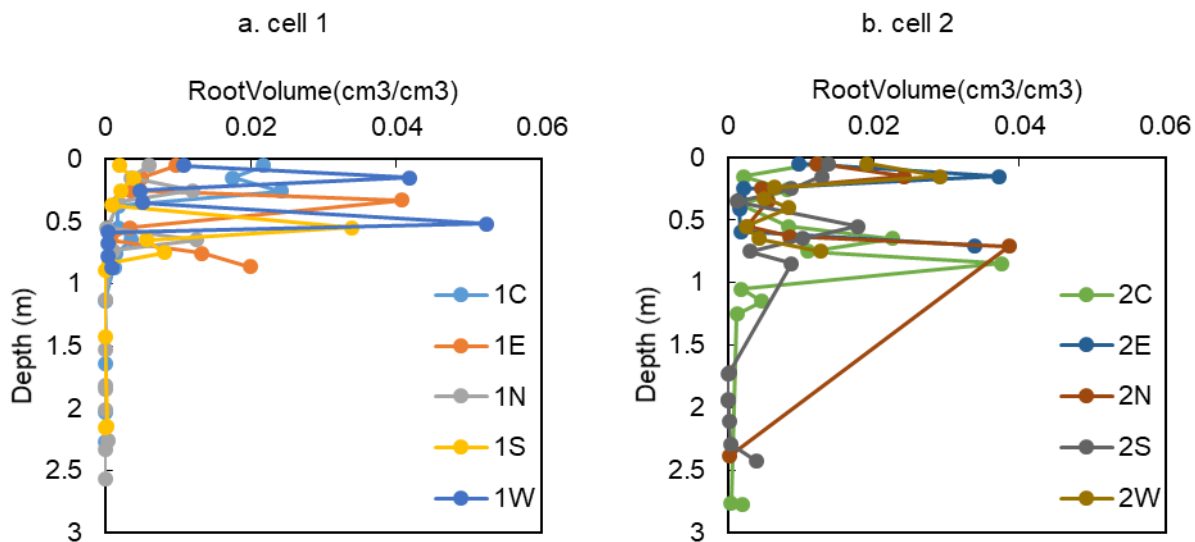 a. cell 1
RootVolume(cm3/cm3)
0 0.02 0.04 0.06
0
0.5
1
1.5
2
2.5
3
Depth (m)
1C
1E
1N
1S
1W
b. cell 2
RootVolume(cm3/cm3)
0 0.02 0.04 0.06
0
0.5
1
1.5
2
2.5
3
Depth (m)
2C
2E
2N
2S
2W